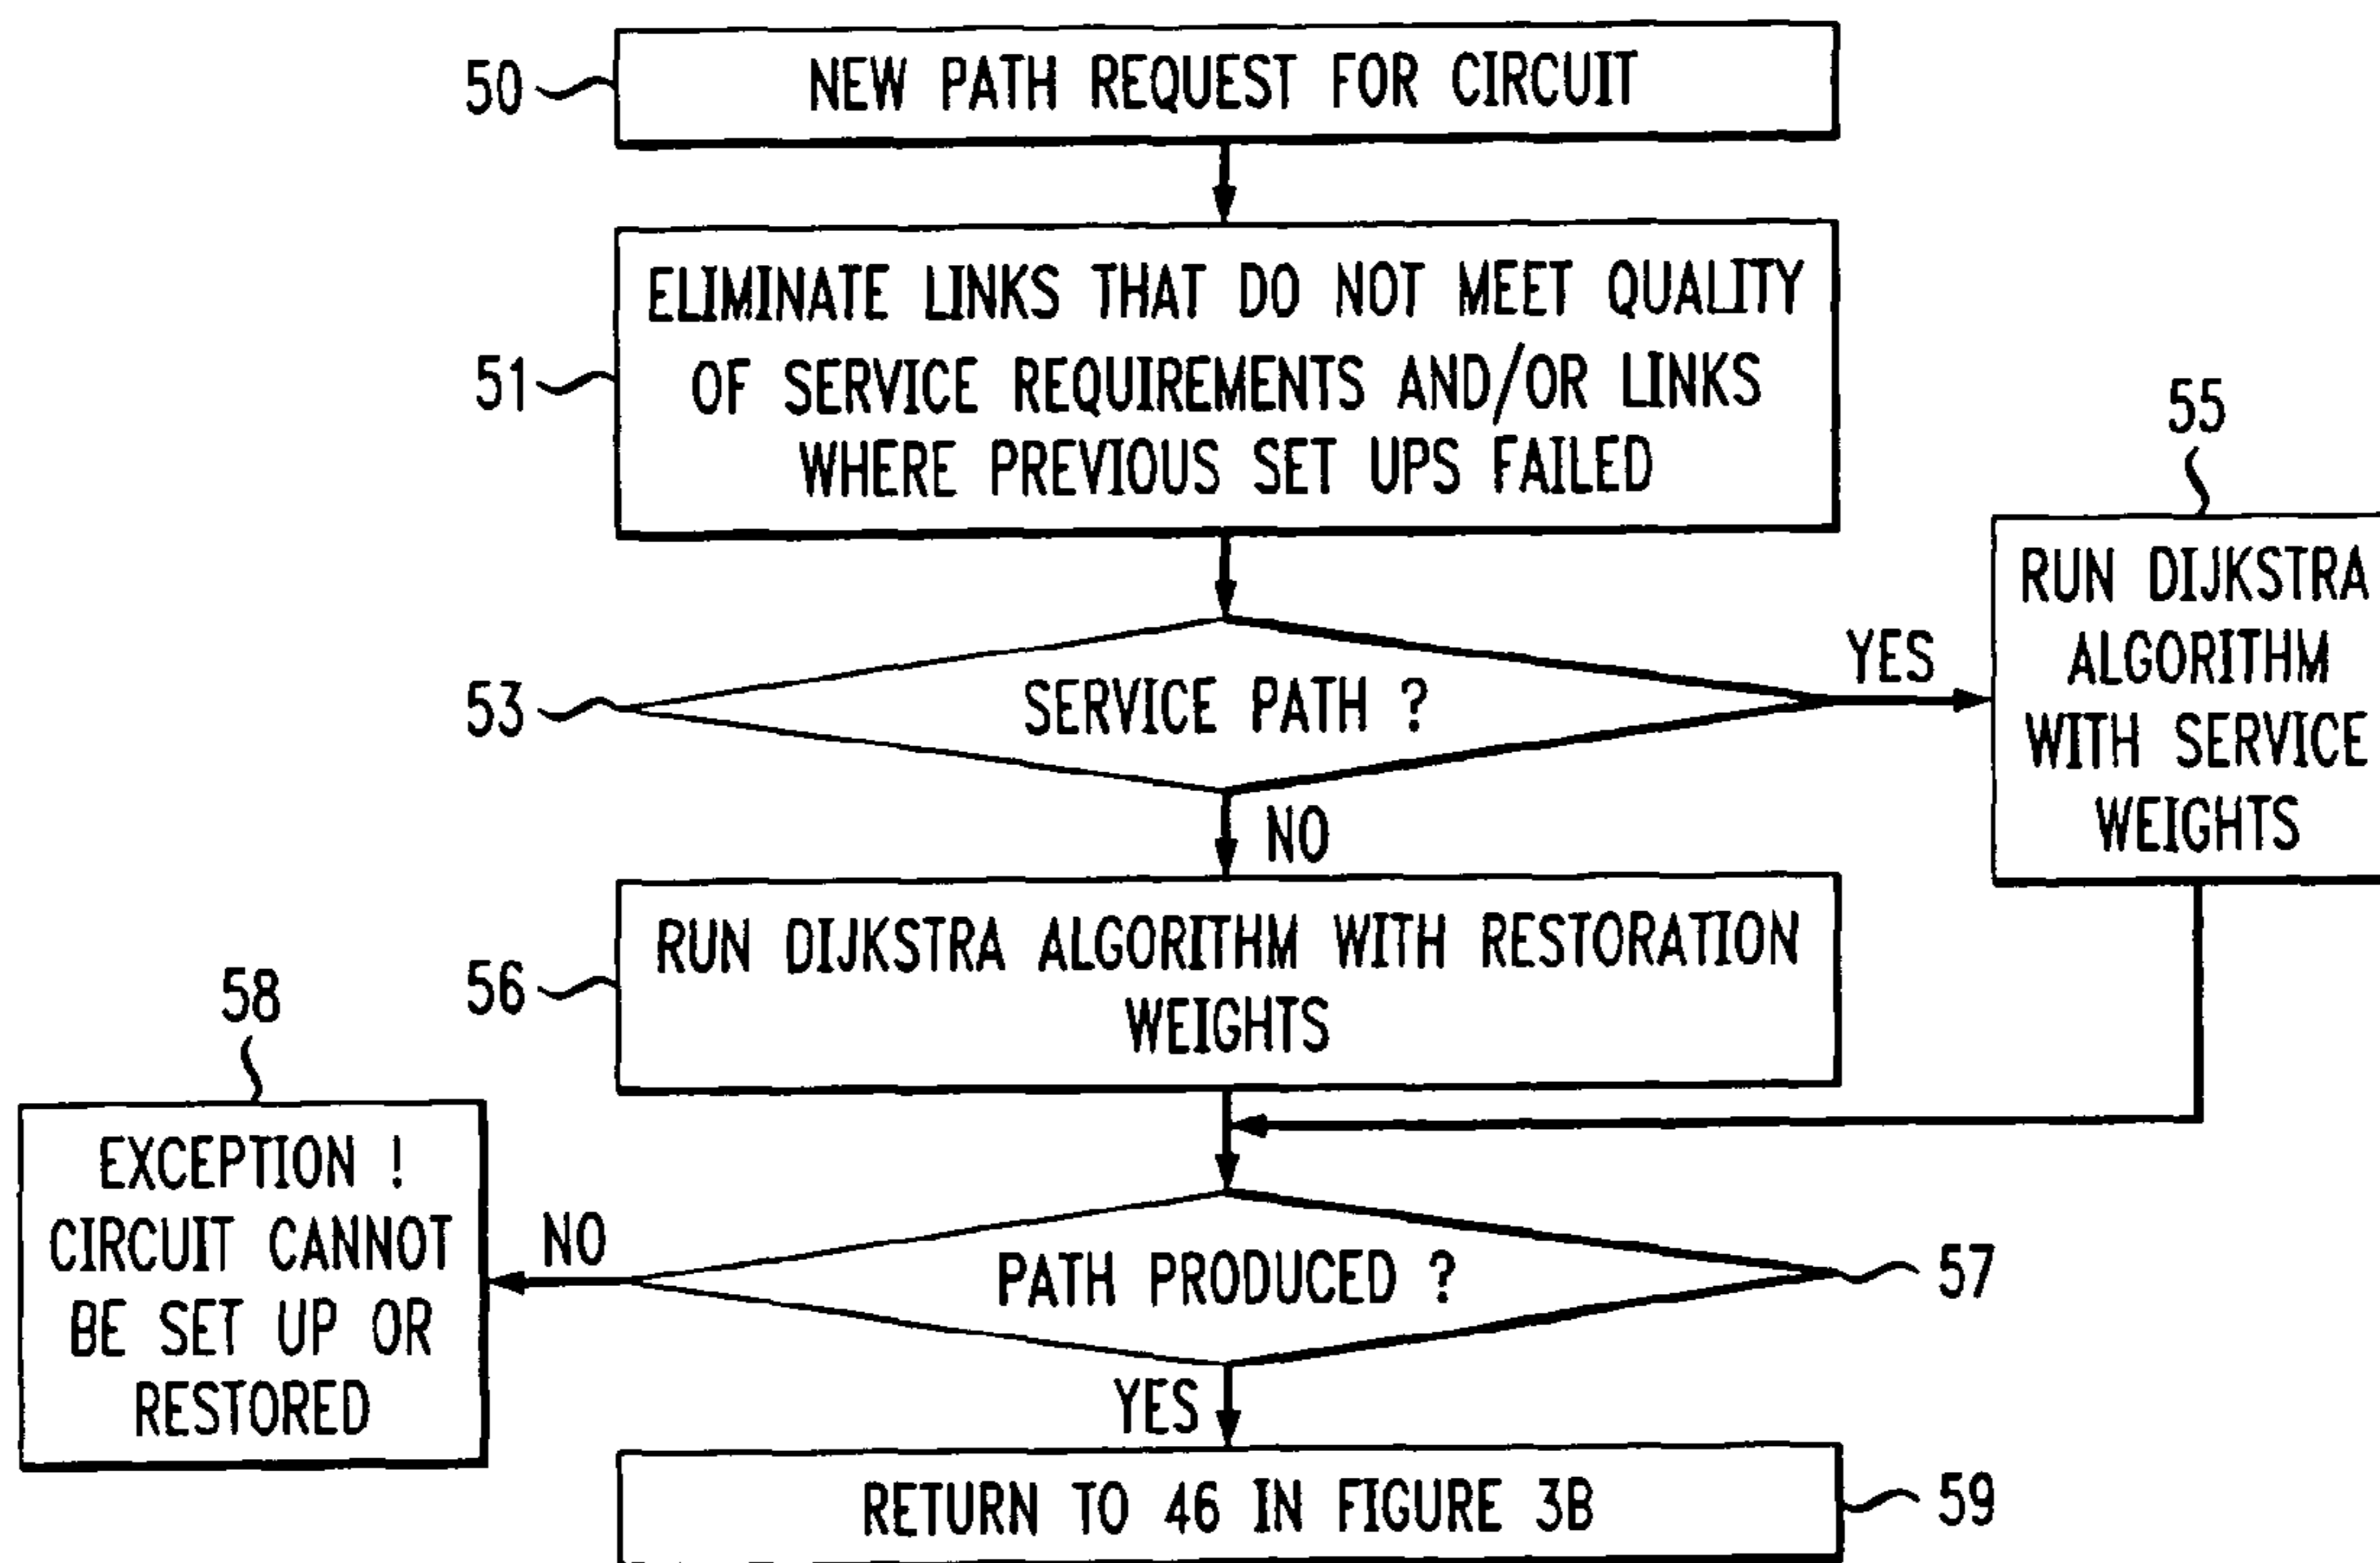 50
NEW PATH REQUEST FOR CIRCUIT
51
ELIMINATE LINKS THAT DO NOT MEET QUALITY
OF SERVICE REQUIREMENTS AND/OR LINKS
WHERE PREVIOUS SET UPS FAILED
53
SERVICE PATH ?
YES
55
RUN DIJKSTRA
ALGORITHM
WITH SERVICE
WEIGHTS
NO
56
RUN DIJKSTRA ALGORITHM WITH RESTORATION
WEIGHTS
58
EXCEPTION !
CIRCUIT CANNOT
BE SET UP OR
RESTORED
NO
PATH PRODUCED ?
57
YES
RETURN TO 46 IN FIGURE 3B
59